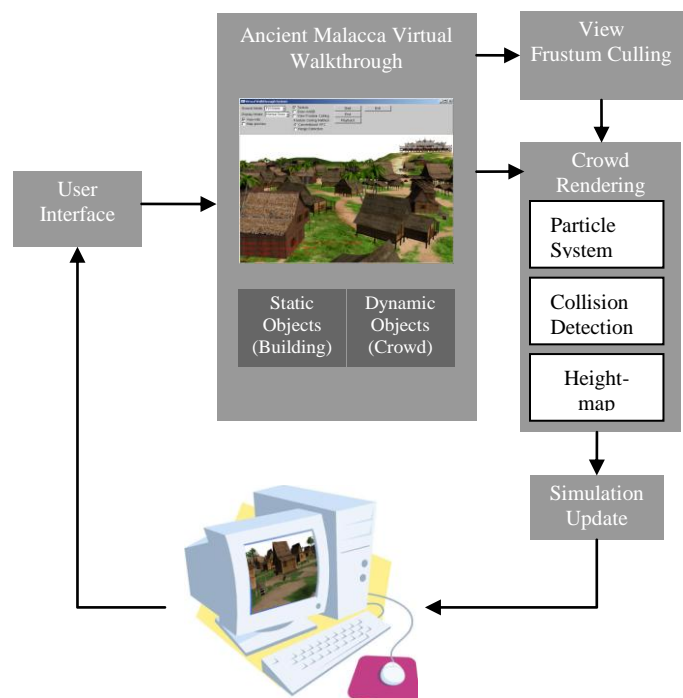 Ancient Malacca Virtual
Walkthrough
View
Frustum Culling
User
Interface
Crowd
Rendering
Particle
System
Collision
Detection
Height-
map
Static
Objects
(Building)
Dynamic
Objects
(Crowd)
Simulation
Update